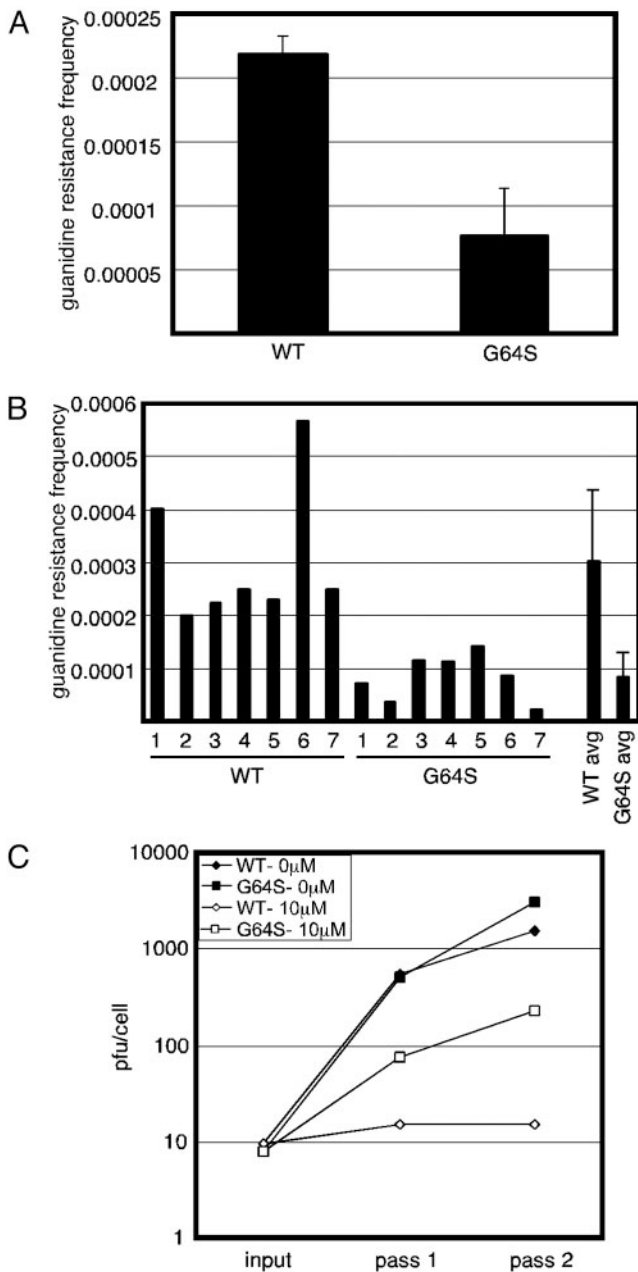 A
guanidine resistance frequency
0.00025
0.0002
0.00015
0.0001
0.00005
WT G64S
B
guanidine resistance frequency
0.0006
0.0005
0.0004
0.0003
0.0002
0.0001
1 2 3 4 5 6 7 1 2 3 4 5 6 7
WT G64S
WT avg
G64S avg
C
pfu/cell
10000
1000
100
10
1
WT- 0µM
G64S- 0µM
WT- 10µM
G64S- 10µM
input pass 1 pass 2